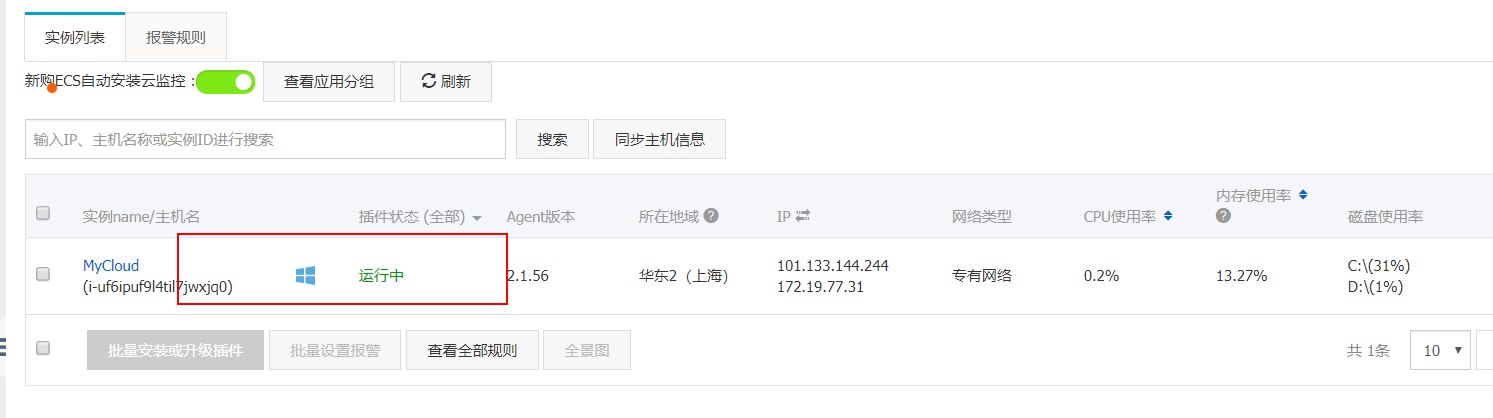 实例列表 报警规则
新购ECS自动安装云监控： 查看应用分组 刷新
输入IP、主机名称或实例ID进行搜索 搜索 同步主机信息
实例name/主机名 插件状态 (全部) Agent版本 所在地域 IP 网络类型 CPU使用率 内存使用率 磁盘使用率
MyCloud
(i-uf6ipuf9l4til7jwxjq0) 运行中 2.1.56 华东2（上海） 101.133.144.244 专有网络 0.2% 13.27% C:\(31%)
172.19.77.31 D:\(1%)
批量安装或升级插件 批量设置报警 查看全部规则 全景图 共 1条 10